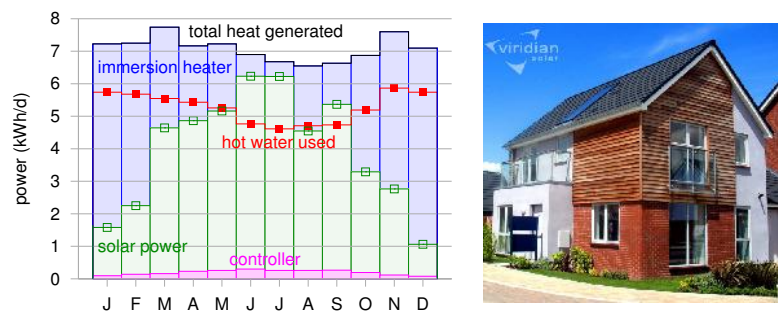 8
7
6
5
4
3
2
1
0
power (kWh/d)
total heat generated
immersion heater
hot water used
solar power
controller
J F M A M J J A S O N D
viridian
solar